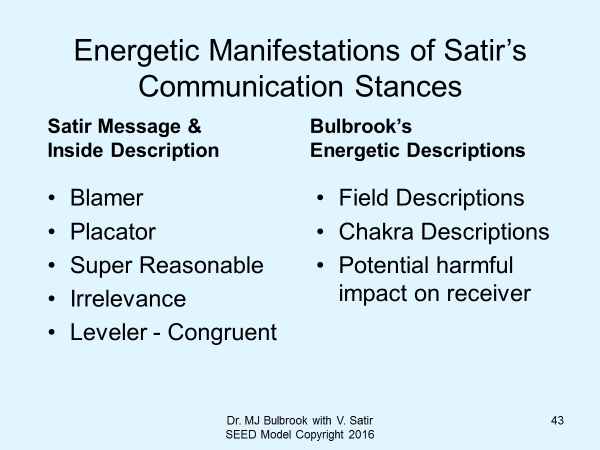 Energetic Manifestations of Satir’s
Communication Stances
Satir Message &
Inside Description
• Blamer
• Placator
• Super Reasonable
• Irrelevance
• Leveler - Congruent
Bulbrook’s
Energetic Descriptions
• Field Descriptions
• Chakra Descriptions
• Potential harmful
impact on receiver
Dr. MJ Bulbrook with V. Satir
SEED Model Copyright 2016
43